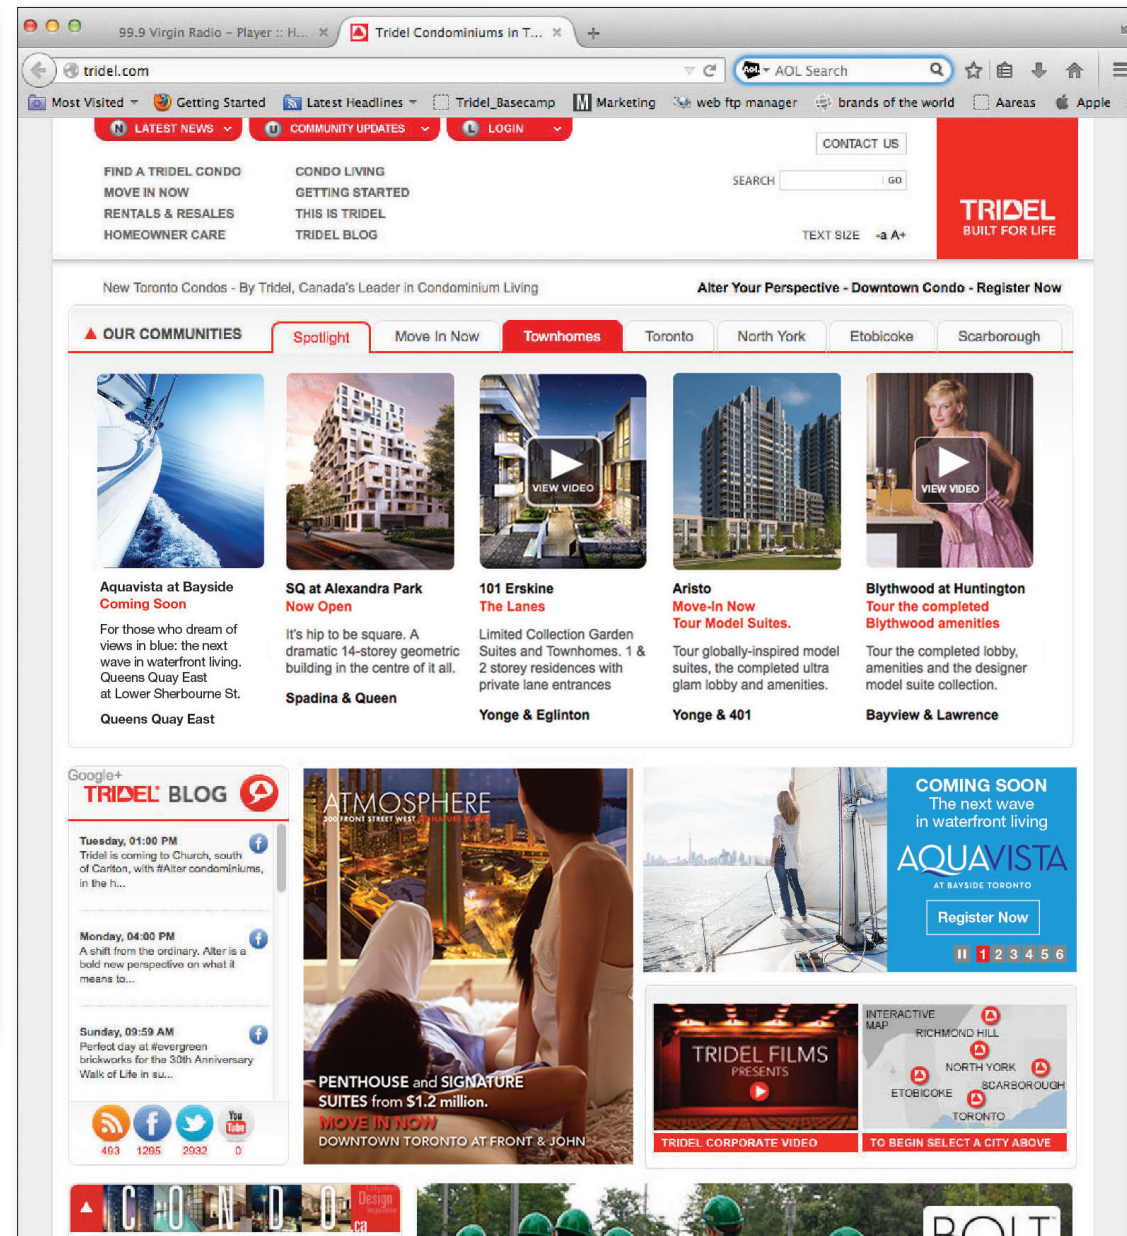 99.9 Virgin Radio – Player :: H...
Tridel Condominiums in T...
tridel.com
AOL Search
Most Visited
Getting Started
Latest Headlines
Tridel_Basecamp
Marketing
web ftp manager
brands of the world
Aareas
Apple
N LATEST NEWS
U COMMUNITY UPDATES
L LOGIN
CONTACT US
FIND A TRIDEL CONDO
MOVE IN NOW
RENTALS & RESALES
HOMEOWNER CARE
CONDO LIVING
GETTING STARTED
THIS IS TRIDEL
TRIDEL BLOG
SEARCH GO
TEXT SIZE -a A+
TRIDEL
BUILT FOR LIFE
New Toronto Condos - By Tridel, Canada's Leader in Condominium Living
Alter Your Perspective - Downtown Condo - Register Now
OUR COMMUNITIES
Spotlight
Move In Now
Townhomes
Toronto
North York
Etobicoke
Scarborough
Aquavista at Bayside
Coming Soon
For those who dream of
views in blue: the next
wave in waterfront living.
Queens Quay East
at Lower Sherbourne St.
Queens Quay East
SQ at Alexandra Park
Now Open
It's hip to be square. A
dramatic 14-storey geometric
building in the centre of it all.
Spadina & Queen
VIEW VIDEO
101 Erskine
The Lanes
Limited Collection Garden
Suites and Townhomes. 1 &
2 storey residences with
private lane entrances
Yonge & Eglinton
Aristo
Move-In Now
Tour Model Suites.
Tour globally-inspired model
suites, the completed ultra
glam lobby and amenities.
Yonge & 401
VIEW VIDEO
Blythwood at Huntington
Tour the completed
Blythwood amenities
Tour the completed lobby,
amenities and the designer
model suite collection.
Bayview & Lawrence
Google+
TRIDEL BLOG
Tuesday, 01:00 PM
Tridel is coming to Church, south
of Carlton, with #Alter condominiums,
in the h...
Monday, 04:00 PM
A shift from the ordinary. Alter is a
bold new perspective on what it
means to...
Sunday, 09:59 AM
Perfect day at #evergreen
brickworks for the 30th Anniversary
Walk of Life in su...
You
Tube
493 1295 2932 0
ATMOSPHERE
300 FRONT STREET WEST SIGNATURE SUITES
PENTHOUSE and SIGNATURE
SUITES from $1.2 million.
MOVE IN NOW
DOWNTOWN TORONTO AT FRONT & JOHN
COMING SOON
The next wave
in waterfront living
AQUAVISTA
AT BAYSIDE TORONTO
Register Now
1 2 3 4 5 6
TRIDEL FILMS
PRESENTS
TRIDEL CORPORATE VIDEO
INTERACTIVE
MAP
RICHMOND HILL
NORTH YORK
SCARBOROUGH
ETOBICOKE
TORONTO
TO BEGIN SELECT A CITY ABOVE
CONDO
Design
.ca
BOLT